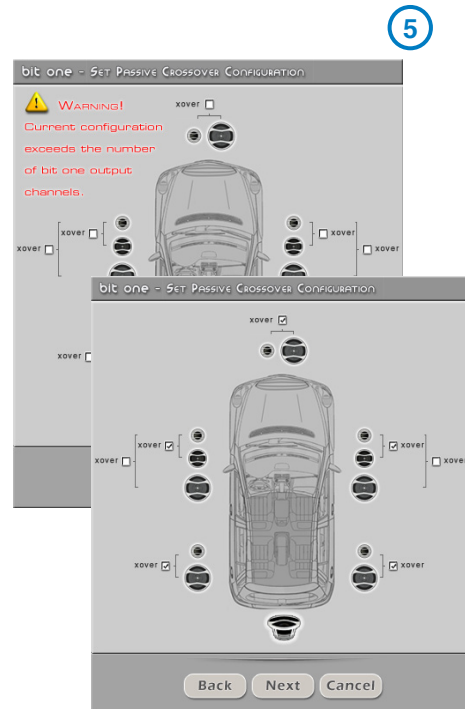 5
bit one - Set Passive Crossover Configuration
Warning!
Current configuration
exceeds the number
of bit one output
channels.
xover
xover
xover
xover
xover
xover
bit one - Set Passive Crossover Configuration
xover
xover
xover
xover
xover
xover
xover
Back Next Cancel